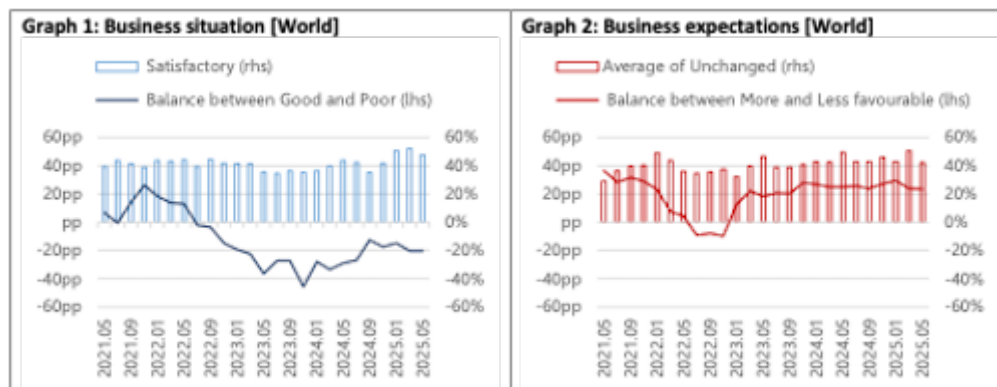 Graph 1: Business situation [World]
Satisfactory (rhs)
Balance between Good and Poor (lhs)
60pp
40pp
20pp
pp
-20pp
-40pp
-60pp
60%
40%
20%
0%
-20%
-40%
-60%
2021.05
2021.09
2022.01
2022.05
2022.09
2023.01
2023.05
2023.09
2024.01
2024.05
2024.09
2025.01
2025.05
Graph 2: Business expectations [World]
Average of Unchanged (rhs)
Balance between More and Less favourable (lhs)
60pp
40pp
20pp
pp
-20pp
-40pp
-60pp
60%
40%
20%
0%
-20%
-40%
-60%
2021.05
2021.09
2022.01
2022.05
2022.09
2023.01
2023.05
2023.09
2024.01
2024.05
2024.09
2025.01
2025.05